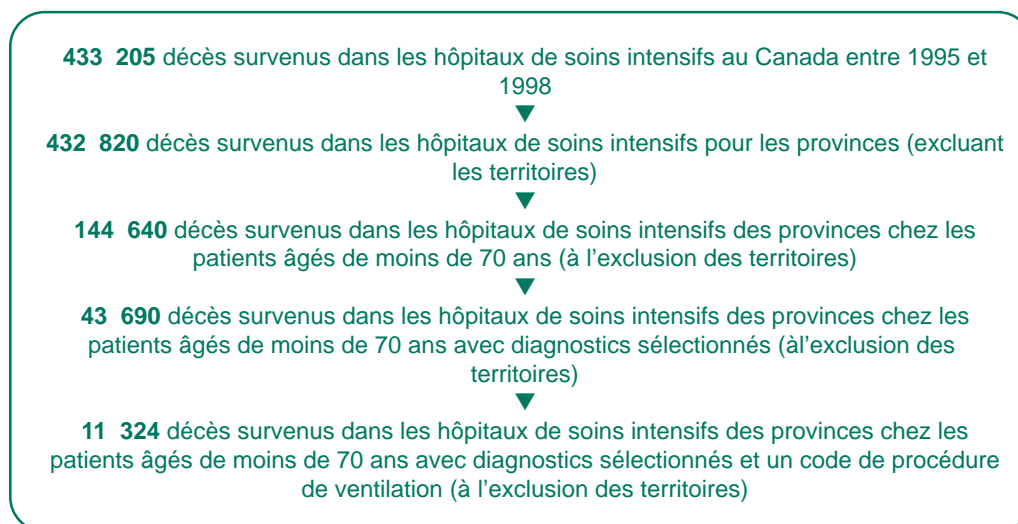 433 205 décès survenus dans les hôpitaux de soins intensifs au Canada entre 1995 et
1998
▼
432 820 décès survenus dans les hôpitaux de soins intensifs pour les provinces (excluant
les territoires)
▼
144 640 décès survenus dans les hôpitaux de soins intensifs des provinces chez les
patients âgés de moins de 70 ans (à l’exclusion des territoires)
▼
43 690 décès survenus dans les hôpitaux de soins intensifs des provinces chez les
patients âgés de moins de 70 ans avec diagnostics sélectionnés (àl’exclusion des
territoires)
▼
11 324 décès survenus dans les hôpitaux de soins intensifs des provinces chez les
patients âgés de moins de 70 ans avec diagnostics sélectionnés et un code de procédure
de ventilation (à l’exclusion des territoires)